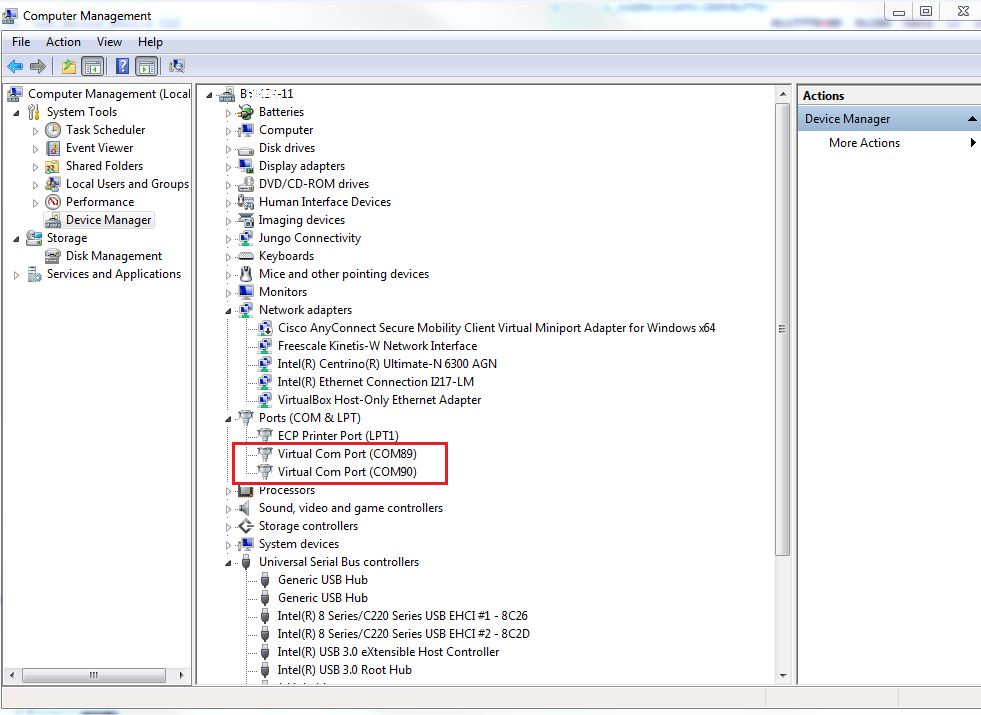 Computer Management
File Action View Help
Computer Management (Local
System Tools
Task Scheduler
Event Viewer
Shared Folders
Local Users and Groups
Performance
Device Manager
Storage
Disk Management
Services and Applications
Batteries
Computer
Disk drives
Display adapters
DVD/CD-ROM drives
Human Interface Devices
Imaging devices
Jungo Connectivity
Keyboards
Mice and other pointing devices
Monitors
Network adapters
Cisco AnyConnect Secure Mobility Client Virtual Miniport Adapter for Windows x64
Freescale Kinetis-W Network Interface
Intel(R) Centrino(R) Ultimate-N 6300 AGN
Intel(R) Ethernet Connection I217-LM
VirtualBox Host-Only Ethernet Adapter
Ports (COM & LPT)
ECP Printer Port (LPT1)
Virtual Com Port (COM89)
Virtual Com Port (COM90)
Processors
Sound, video and game controllers
Storage controllers
System devices
Universal Serial Bus controllers
Generic USB Hub
Generic USB Hub
Intel(R) 8 Series/C220 Series USB EHCI #1 - 8C26
Intel(R) 8 Series/C220 Series USB EHCI #2 - 8C2D
Intel(R) USB 3.0 eXtensible Host Controller
Intel(R) USB 3.0 Root Hub
Actions
Device Manager
More Actions